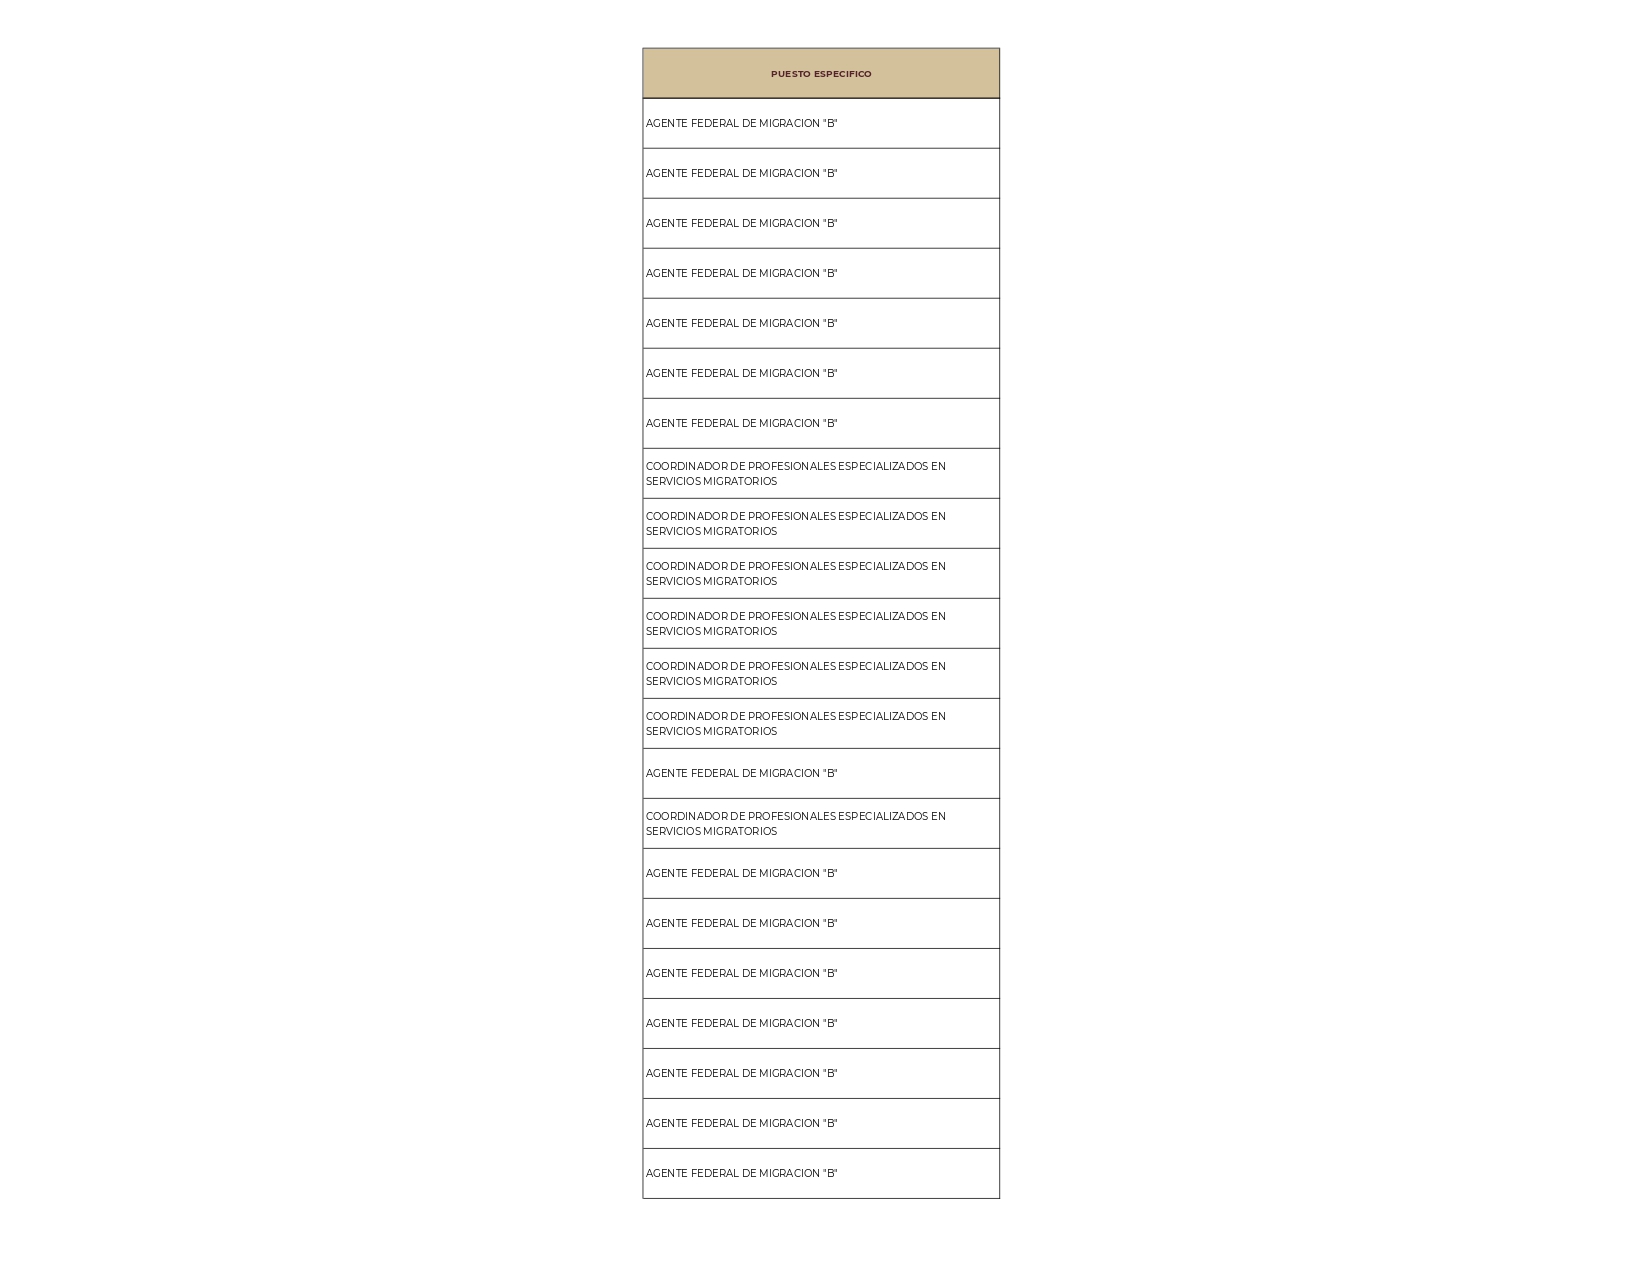 PUESTO ESPECIFICO
AGENTE FEDERAL DE MIGRACION "B"
AGENTE FEDERAL DE MIGRACION "B"
AGENTE FEDERAL DE MIGRACION "B"
AGENTE FEDERAL DE MIGRACION "B"
AGENTE FEDERAL DE MIGRACION "B"
AGENTE FEDERAL DE MIGRACION "B"
AGENTE FEDERAL DE MIGRACION "B"
COORDINADOR DE PROFESIONALES ESPECIALIZADOS EN
SERVICIOS MIGRATORIOS
COORDINADOR DE PROFESIONALES ESPECIALIZADOS EN
SERVICIOS MIGRATORIOS
COORDINADOR DE PROFESIONALES ESPECIALIZADOS EN
SERVICIOS MIGRATORIOS
COORDINADOR DE PROFESIONALES ESPECIALIZADOS EN
SERVICIOS MIGRATORIOS
COORDINADOR DE PROFESIONALES ESPECIALIZADOS EN
SERVICIOS MIGRATORIOS
COORDINADOR DE PROFESIONALES ESPECIALIZADOS EN
SERVICIOS MIGRATORIOS
AGENTE FEDERAL DE MIGRACION "B"
COORDINADOR DE PROFESIONALES ESPECIALIZADOS EN
SERVICIOS MIGRATORIOS
AGENTE FEDERAL DE MIGRACION "B"
AGENTE FEDERAL DE MIGRACION "B"
AGENTE FEDERAL DE MIGRACION "B"
AGENTE FEDERAL DE MIGRACION "B"
AGENTE FEDERAL DE MIGRACION "B"
AGENTE FEDERAL DE MIGRACION "B"
AGENTE FEDERAL DE MIGRACION "B"